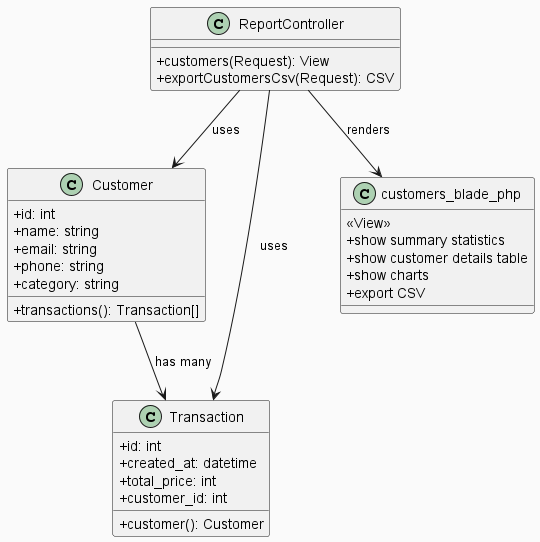 C ReportController
+customers(Request): View
+exportCustomersCsv(Request): CSV
uses
renders
uses
C Customer
+id: int
+name: string
+email: string
+phone: string
+category: string
+transactions(): Transaction[]
C customers_blade_php
«View»
+show summary statistics
+show customer details table
+show charts
+export CSV
has many
C Transaction
+id: int
+created_at: datetime
+total_price: int
+customer_id: int
+customer(): Customer